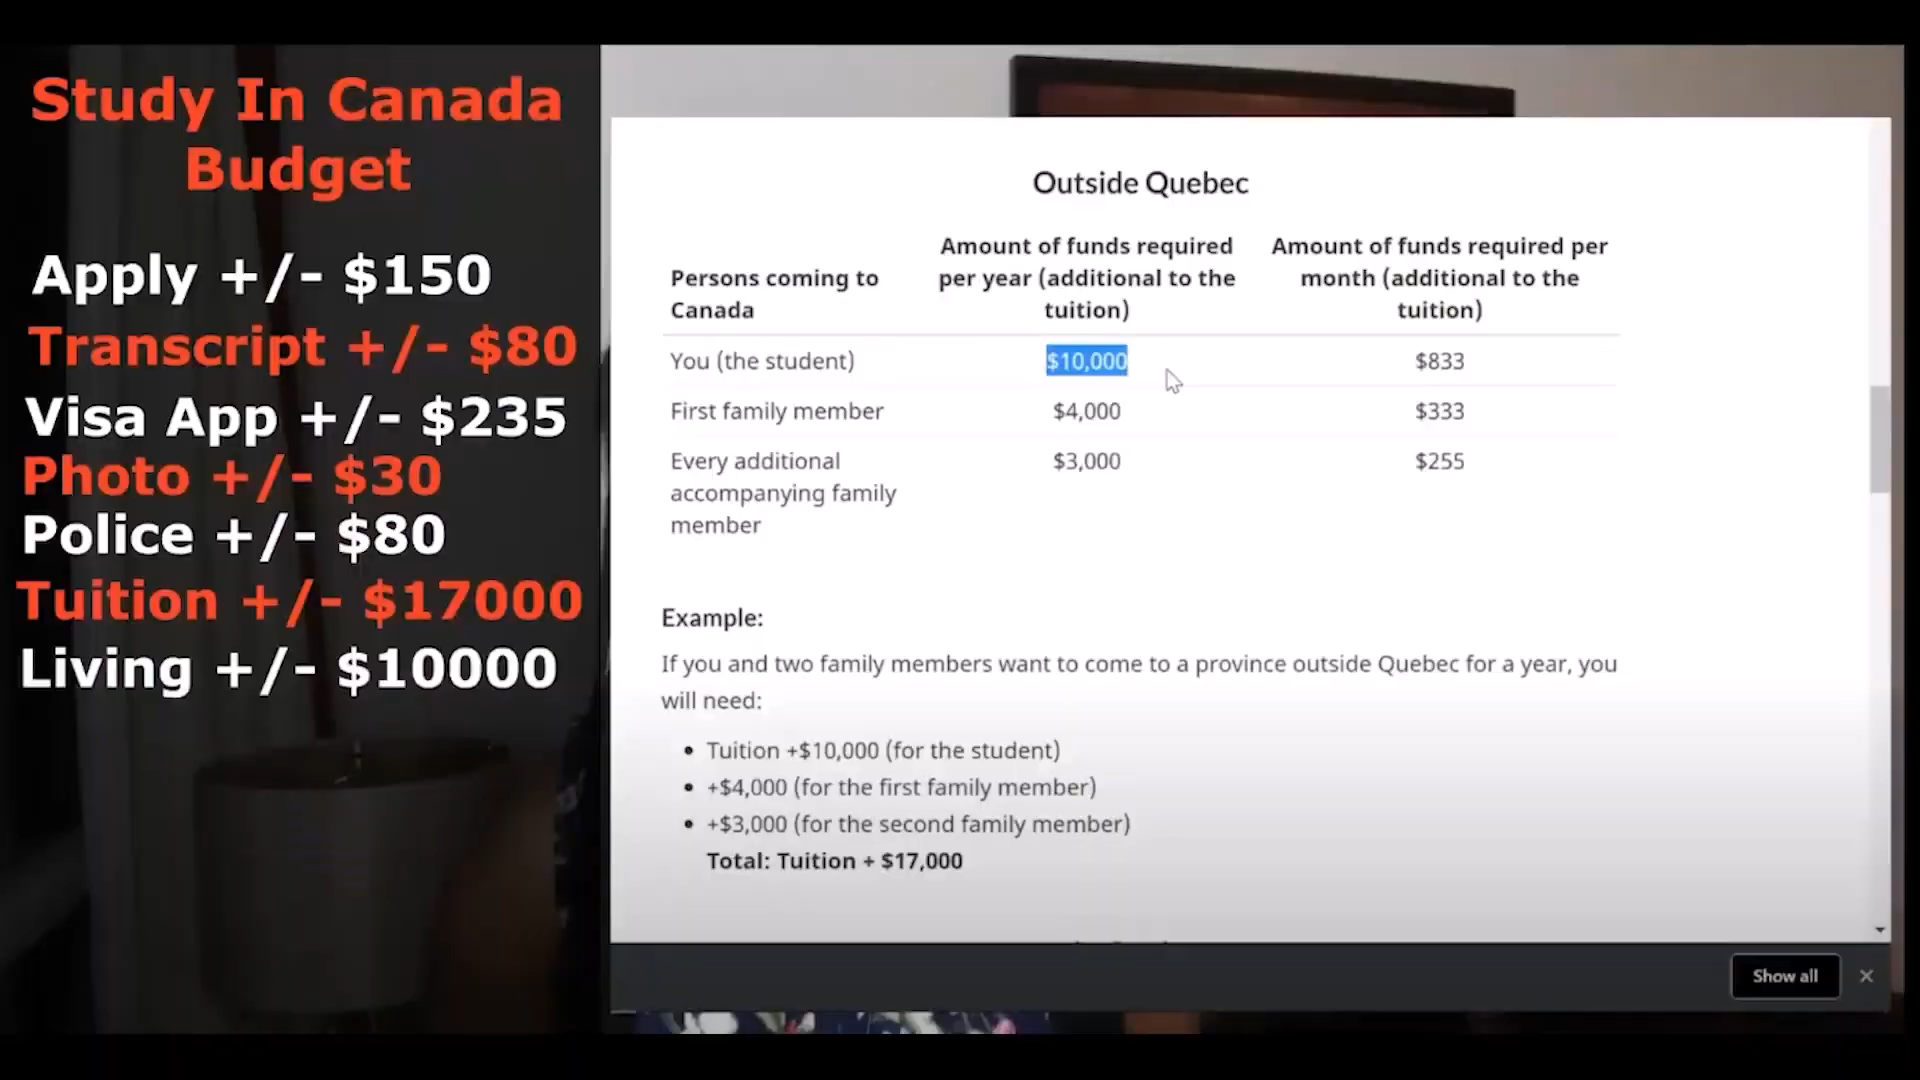 Study In Canada
Budget
Apply +/- $150
Transcript +/- $80
Visa App +/- $235
Photo +/- $30
Police +/- $80
Tuition +/- $17000
Living +/- $10000
Outside Quebec
Persons coming to
Canada
Amount of funds required
per year (additional to the
tuition)
Amount of funds required per
month (additional to the
tuition)
You (the student) $10,000 $833
First family member $4,000 $333
Every additional $3,000 $255
accompanying family
member
Example:
If you and two family members want to come to a province outside Quebec for a year, you
will need:
• Tuition +$10,000 (for the student)
• +$4,000 (for the first family member)
• +$3,000 (for the second family member)
Total: Tuition + $17,000
Show all